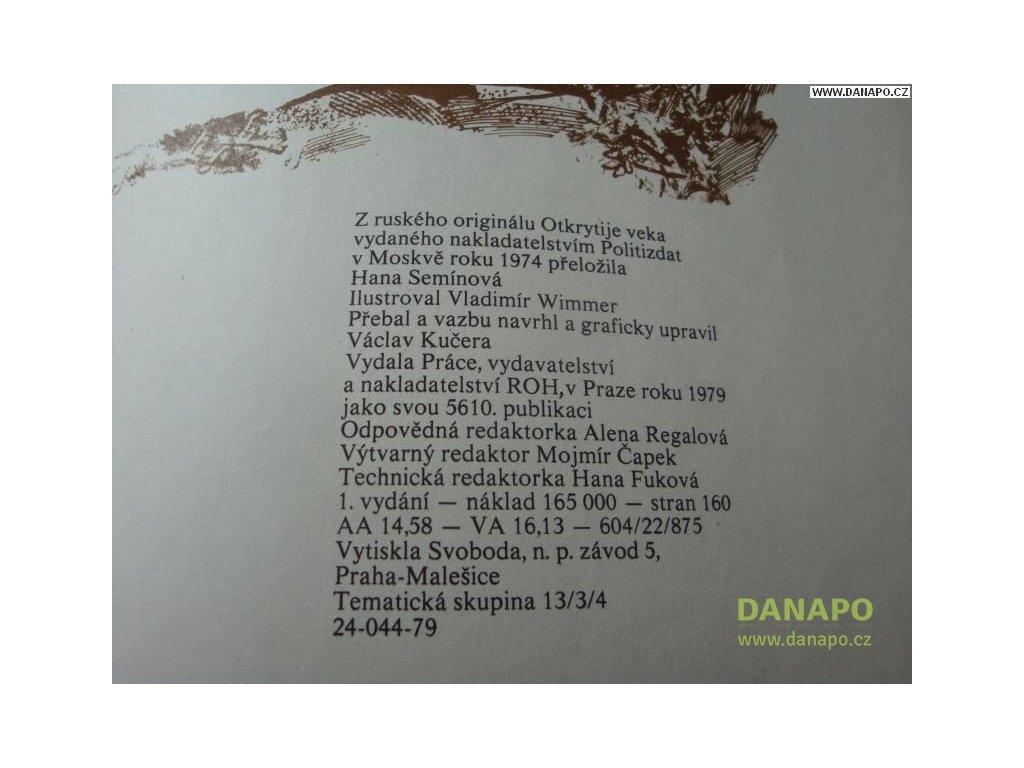 WWW.DANAPO.CZ
Z ruského originálu Otkrytije veka
vydaného nakladatelstvím Politizdat
v Moskvě roku 1974 přeložila
Hana Semínová
Ilustroval Vladimír Wimmer
Přebal a vazbu navrhl a graficky upravil
Václav Kučera
Vydala Práce, vydavatelství
a nakladatelství ROH, v Praze roku 1979
jako svou 5610. publikaci
Odpovědná redaktorka Alena Regalová
Výtvarný redaktor Mojmír Čapek
Technická redaktorka Hana Fuková
1. vydání — náklad 165 000 — stran 160
AA 14,58 — VA 16,13 — 604/22/875
Vytiskla Svoboda, n. p. závod 5,
Praha-Malešice
Tematická skupina 13/3/4
24-044-79
DANAPO
www.danapo.cz